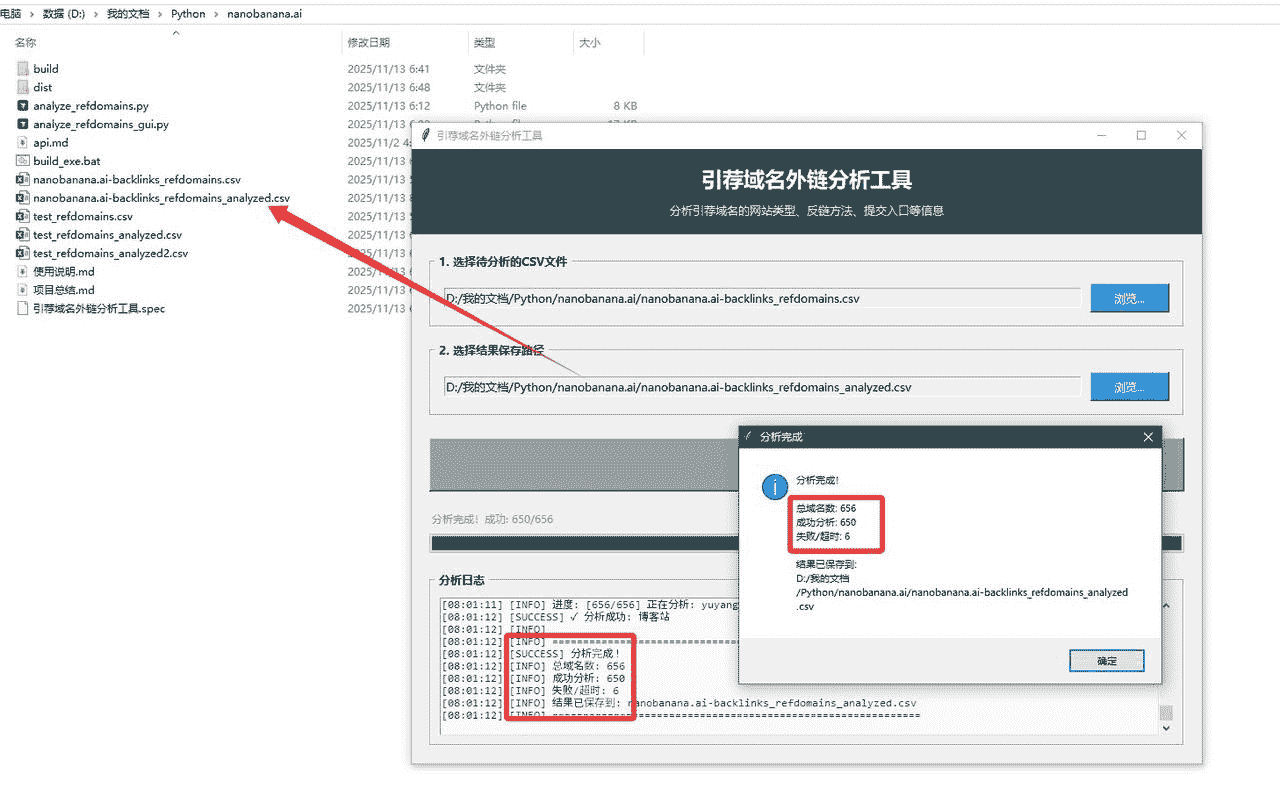 电脑 › 数据 (D:) › 我的文档 › Python › nanobanana.ai
名称 修改日期 类型 大小
build 2025/11/13 6:41 文件夹
dist 2025/11/13 6:48 文件夹
analyze_refdomains.py 2025/11/13 6:12 Python file 8 KB
analyze_refdomains_gui.py 2025/11/13
api.md 2025/11/2
build_exe.bat 2025/11/13
nanobanana.ai-backlinks_refdomains.csv 2025/11/13
nanobanana.ai-backlinks_refdomains_analyzed.csv 2025/11/13
test_refdomains.csv 2025/11/13
test_refdomains_analyzed.csv 2025/11/13
test_refdomains_analyzed2.csv 2025/11/13
使用说明.md 2025/11/13
项目总结.md 2025/11/13
引荐域名外链分析工具.spec 2025/11/13
引荐域名外链分析工具
引荐域名外链分析工具
分析引荐域名的网站类型、反链方法、提交入口等信息
1. 选择待分析的CSV文件
D:/我的文档/Python/nanobanana.ai/nanobanana.ai-backlinks_refdomains.csv 浏览...
2. 选择结果保存路径
D:/我的文档/Python/nanobanana.ai/nanobanana.ai-backlinks_refdomains_analyzed.csv 浏览...
分析完成！成功: 650/656
分析日志
[08:01:11] [INFO] 进度: [656/656] 正在分析: yuyang
[08:01:12] [SUCCESS] ✓ 分析成功: 博客站
[08:01:12] [INFO]
[08:01:12] [INFO] ============================================================
[08:01:12] [SUCCESS] 分析完成！
[08:01:12] [INFO] 总域名数: 656
[08:01:12] [INFO] 成功分析: 650
[08:01:12] [INFO] 失败/超时: 6
[08:01:12] [INFO] 结果已保存到: nanobanana.ai-backlinks_refdomains_analyzed.csv
[08:01:12] [INFO] ============================================================
分析完成
分析完成！
总域名数: 656
成功分析: 650
失败/超时: 6
结果已保存到:
D:/我的文档
/Python/nanobanana.ai/nanobanana.ai-backlinks_refdomains_analyzed
.csv
确定